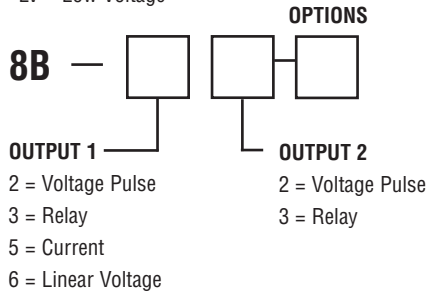 OPTIONS
8B —
OUTPUT 1
2 = Voltage Pulse
3 = Relay
5 = Current
6 = Linear Voltage
OUTPUT 2
2 = Voltage Pulse
3 = Relay